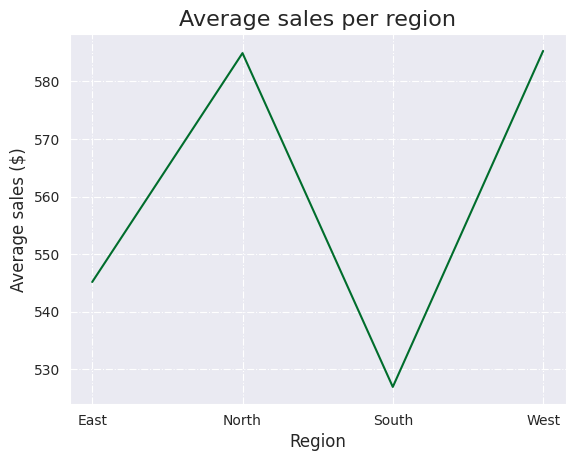 Average sales per region
580
570
560
550
540
530
Average sales ($)
East North South West
Region